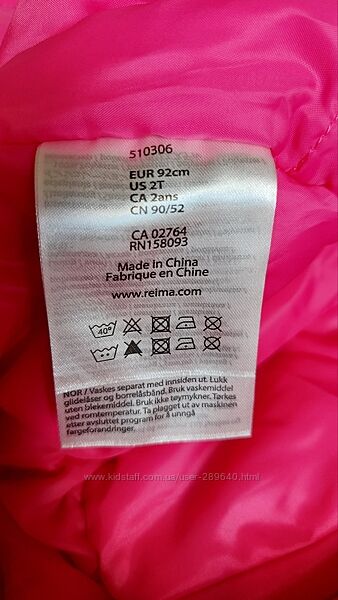 510306
EUR 92cm
US 2T
CA 2ans
CN 90/52
CA 02764
RN158093
Made in China
Fabrique en Chine
www.reima.com
40°
NOR / Vaskes separat med innsiden ut. Lukk
glidelåser og borrelåsbånd. Bruk vaskemiddel
uten blekemiddel. Bruk ikke tøymykner. Tørkes
ved romtemperatur. Ta plagget ut av maskinen
etter avsluttet program for å unngå
fargeforandringer.
www.kidstaff.com.ua/user-289640.html